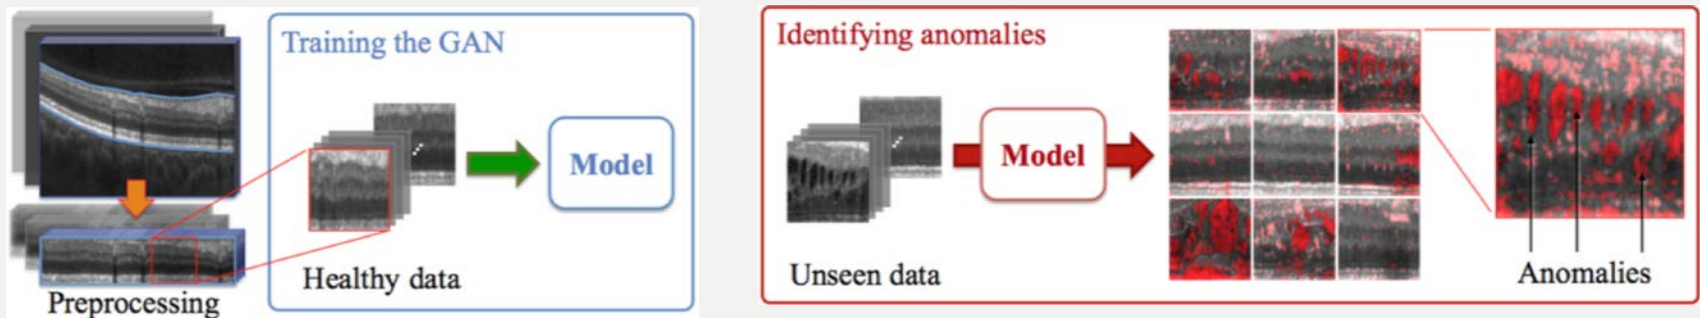 Training the GAN
Model
Healthy data
Preprocessing
Identifying anomalies
Model
Unseen data
Anomalies